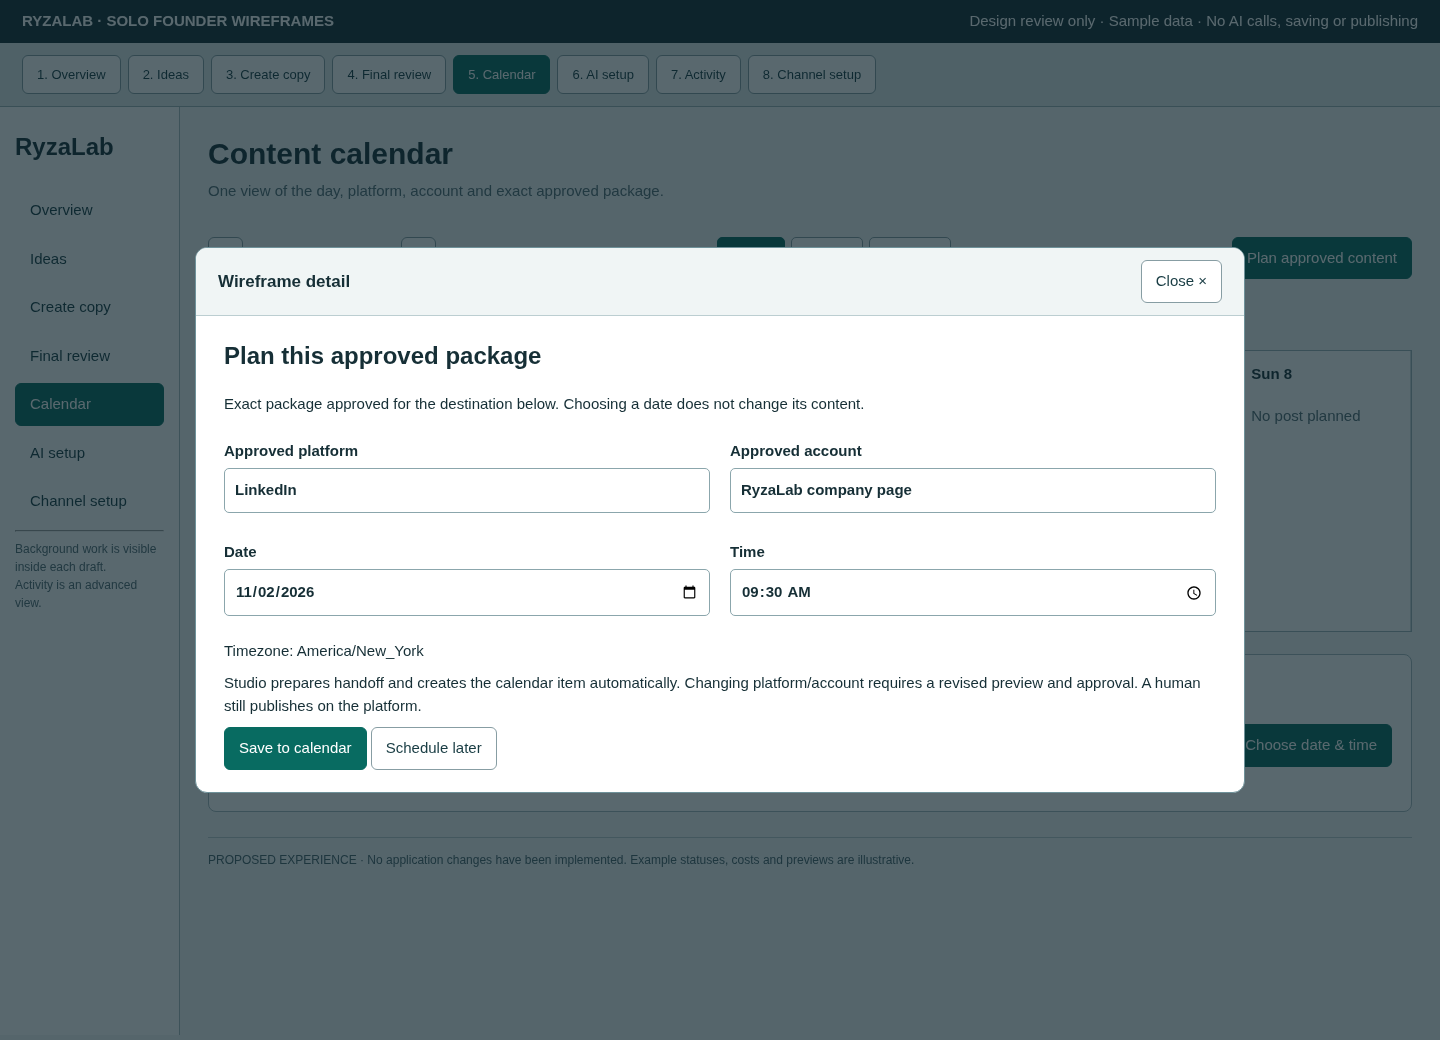 RYZALAB · SOLO FOUNDER WIREFRAMES
Design review only · Sample data · No AI calls, saving or publishing
1. Overview
2. Ideas
3. Create copy
4. Final review
5. Calendar
6. AI setup
7. Activity
8. Channel setup
RyzaLab
Overview
Ideas
Create copy
Final review
Calendar
AI setup
Channel setup
Background work is visible
inside each draft.
Activity is an advanced
view.
Content calendar
One view of the day, platform, account and exact approved package.
Plan approved content
Sun 8
No post planned
Choose date & time
Wireframe detail
Close ×
Plan this approved package
Exact package approved for the destination below. Choosing a date does not change its content.
Approved platform
Approved account
LinkedIn
RyzaLab company page
Date
Time
11/02/2026
09:30 AM
Timezone: America/New_York
Studio prepares handoff and creates the calendar item automatically. Changing platform/account requires a revised preview and approval. A human
still publishes on the platform.
Save to calendar
Schedule later
PROPOSED EXPERIENCE · No application changes have been implemented. Example statuses, costs and previews are illustrative.